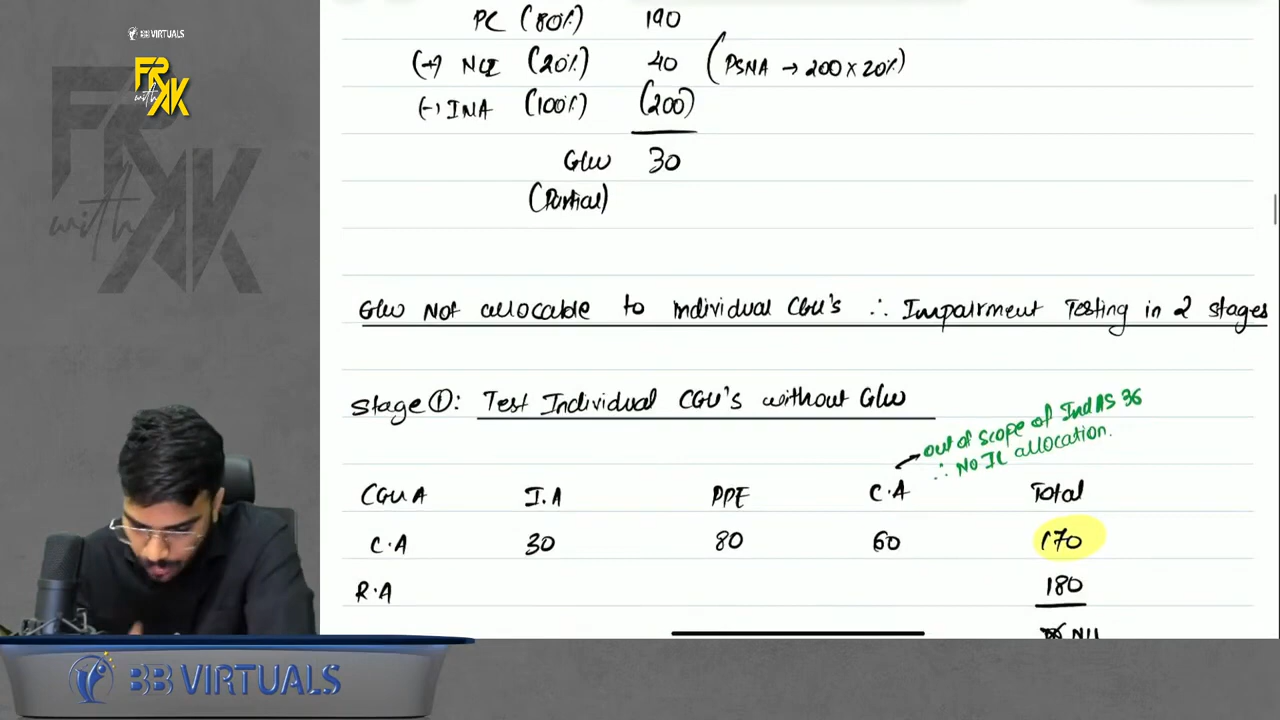 BB VIRTUALS
FR
with AK
FR
with AK
PC (80%) 190
(+) NCI (20%) 40 (PSNA → 200 x 20%)
(-) INA (100%) (200)
GW 30
(Partial)
GW Not allocable to individual CGU's ∴ Impairment Testing in 2 stages
Stage ①: Test Individual CGU's without GW
out of scope of Ind AS 36
∴ No IL allocation.
CGU A I.A PPE C.A Total
C.A 30 80 60 170
R.A 180
Nil
BB VIRTUALS